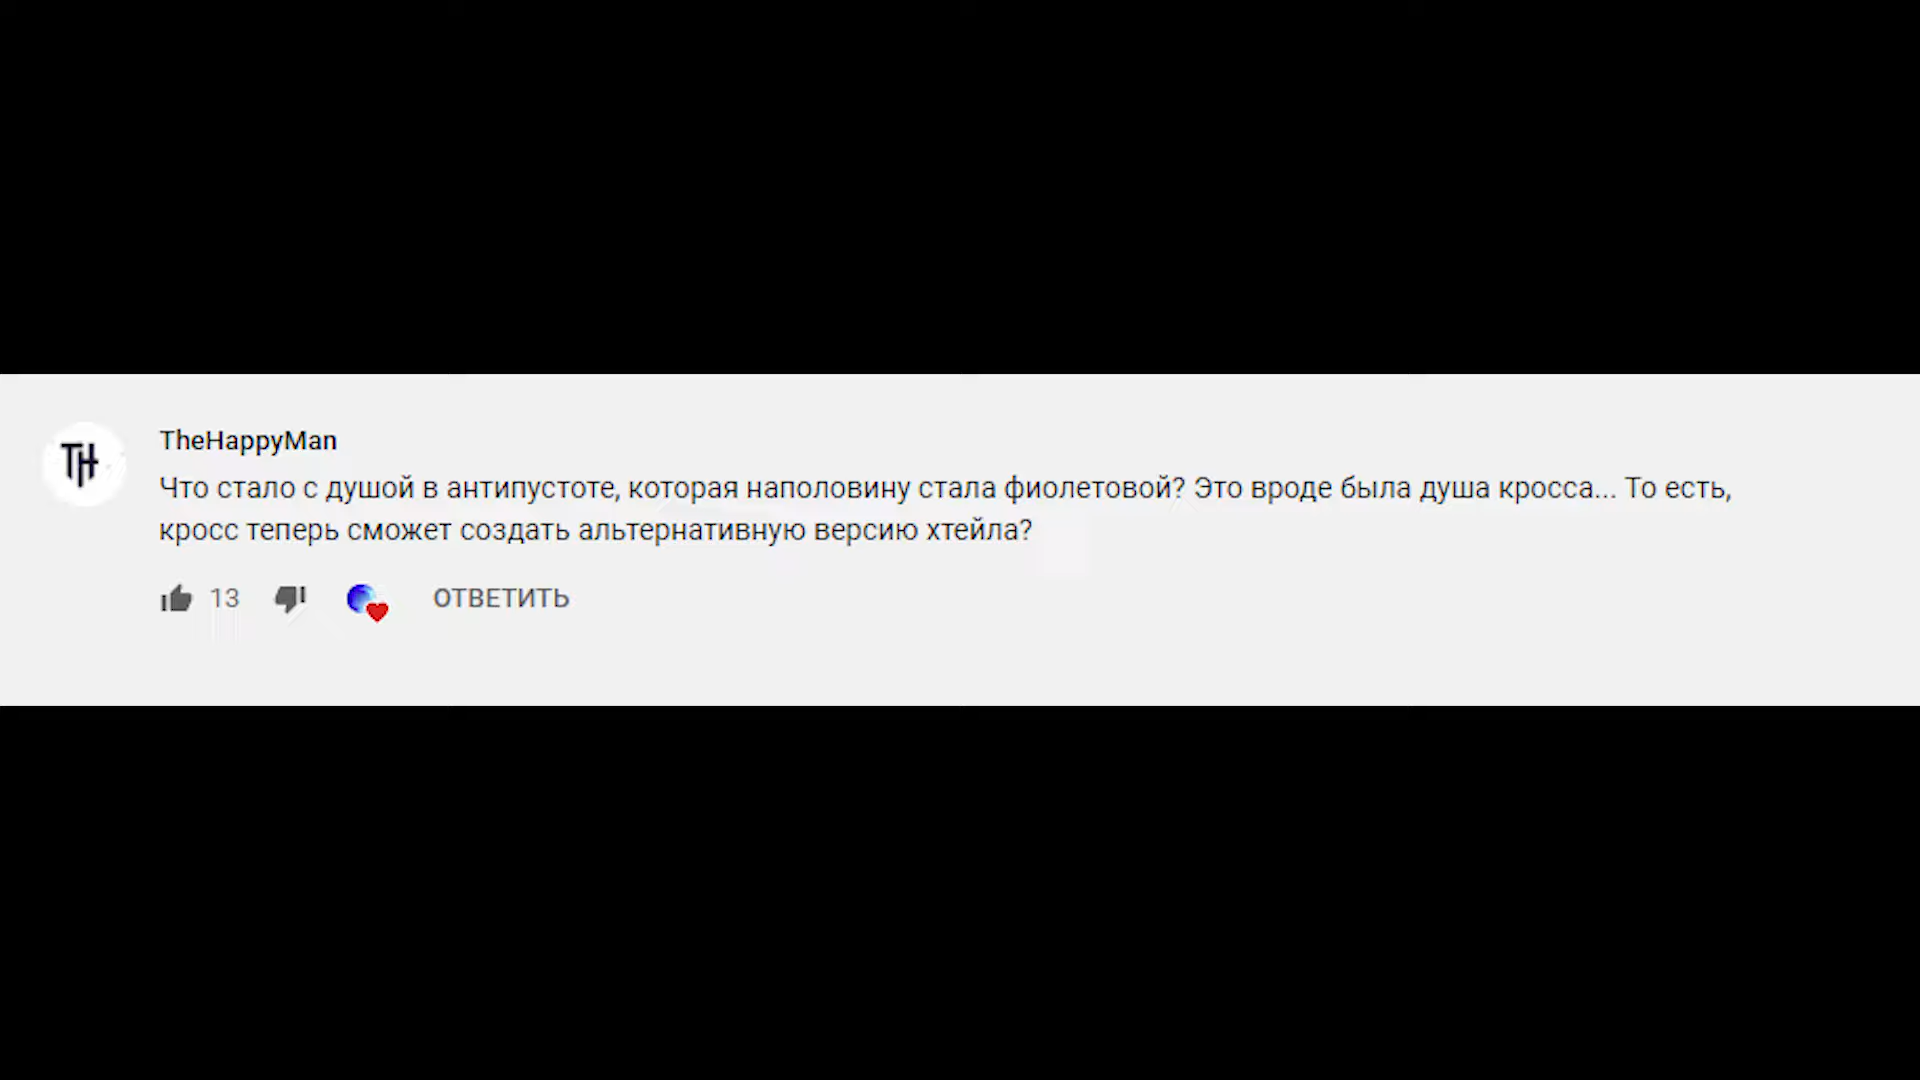 TH
TheHappyMan
Что стало с душой в антипустоте, которая наполовину стала фиолетовой? Это вроде была душа кросса... То есть,
кросс теперь сможет создать альтернативную версию хтейла?
13
ОТВЕТИТЬ